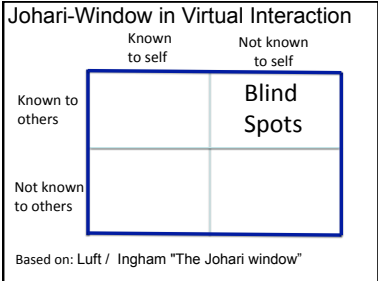 Johari-Window in Virtual Interaction
Known
to self
Not known
to self
Known to
others
Blind
Spots
Not known
to others
Based on: Luft / Ingham "The Johari window"